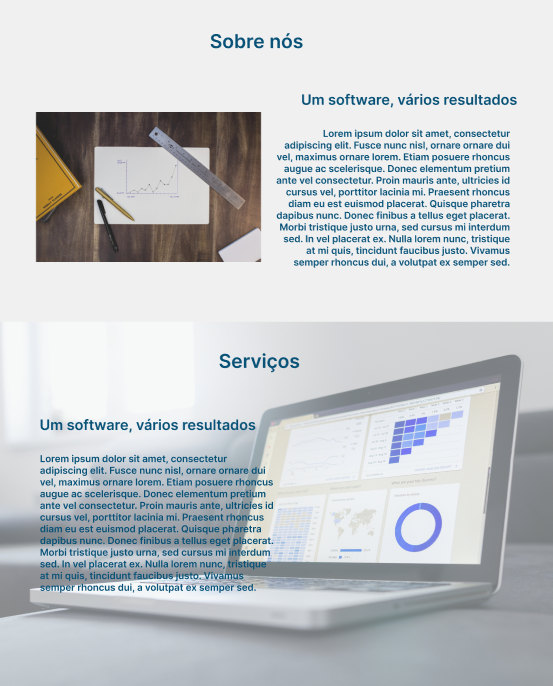 Sobre nós
Um software, vários resultados
Lorem ipsum dolor sit amet, consectetur
adipiscing elit. Fusce nunc nisl, ornare ornare dui
vel, maximus ornare lorem. Etiam posuere rhoncus
augue ac scelerisque. Donec elementum pretium
ante vel consectetur. Proin mauris ante, ultricies id
cursus vel, porttitor lacinia mi. Praesent rhoncus
diam eu est euismod placerat. Quisque pharetra
dapibus nunc. Donec finibus a tellus eget placerat.
Morbi tristique justo urna, sed cursus mi interdum
sed. In vel placerat ex. Nulla lorem nunc, tristique
at mi quis, tincidunt faucibus justo. Vivamus
semper rhoncus dui, a volutpat ex semper sed.
Serviços
Um software, vários resultados
Lorem ipsum dolor sit amet, consectetur
adipiscing elit. Fusce nunc nisl, ornare ornare dui
vel, maximus ornare lorem. Etiam posuere rhoncus
augue ac scelerisque. Donec elementum pretium
ante vel consectetur. Proin mauris ante, ultricies id
cursus vel, porttitor lacinia mi. Praesent rhoncus
diam eu est euismod placerat. Quisque pharetra
dapibus nunc. Donec finibus a tellus eget placerat.
Morbi tristique justo urna, sed cursus mi interdum
sed. In vel placerat ex. Nulla lorem nunc, tristique
at mi quis, tincidunt faucibus justo. Vivamus
semper rhoncus dui, a volutpat ex semper sed.